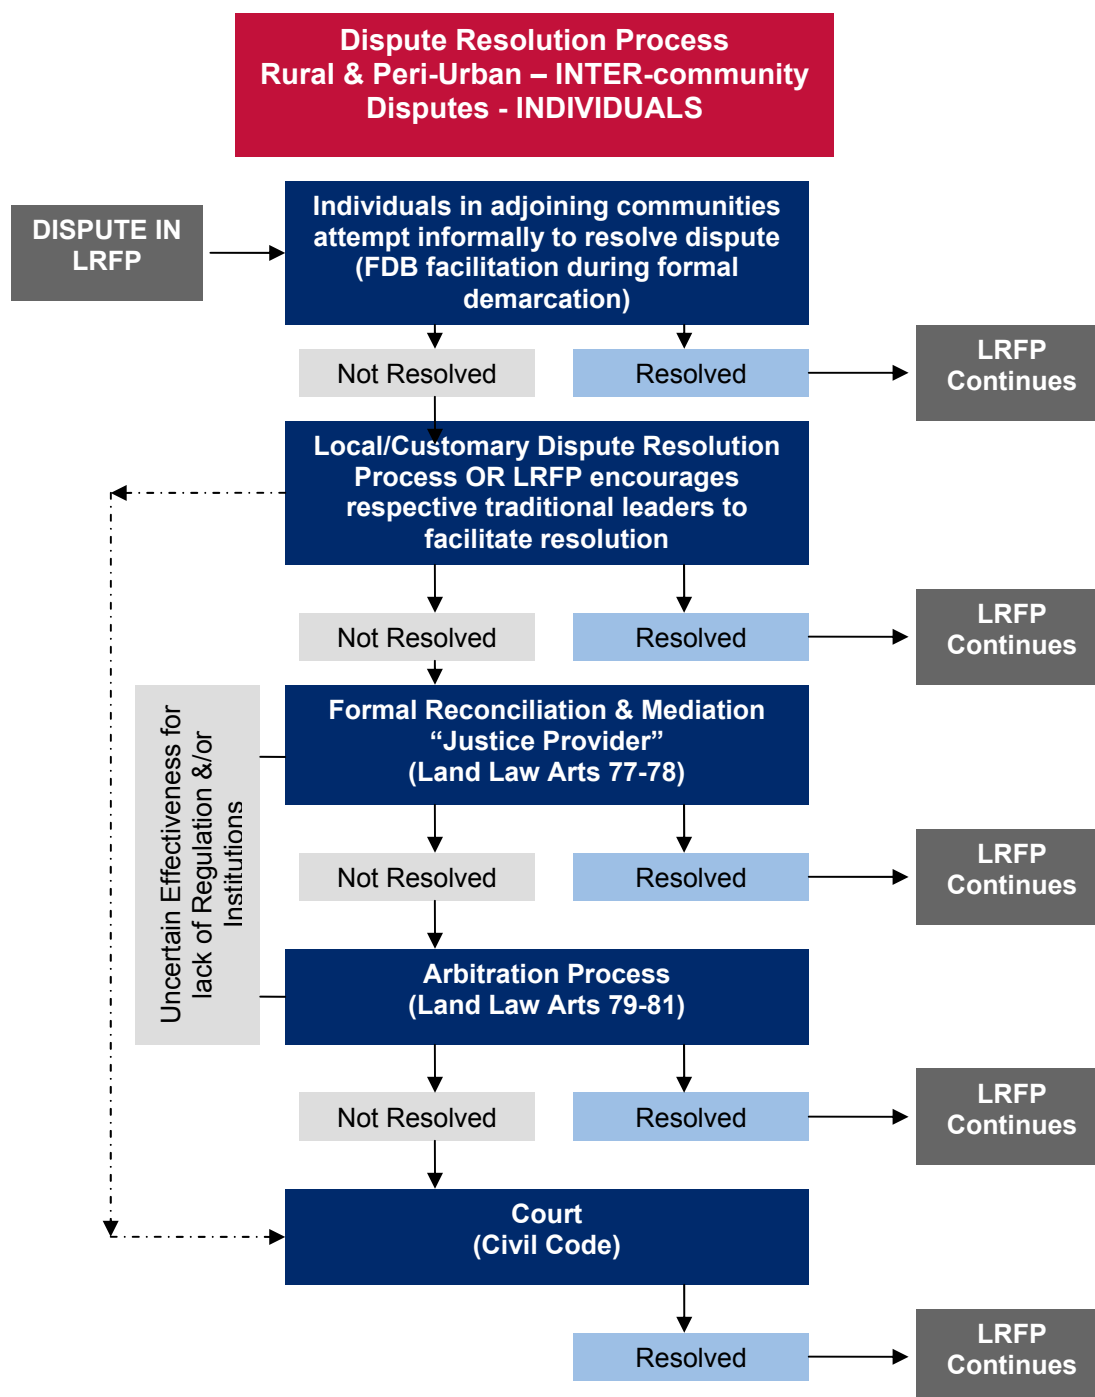 Dispute Resolution Process
Rural & Peri-Urban – INTER-community
Disputes - INDIVIDUALS
DISPUTE IN
LRFP
Individuals in adjoining communities
attempt informally to resolve dispute
(FDB facilitation during formal
demarcation)
Not Resolved
Resolved
LRFP
Continues
Local/Customary Dispute Resolution
Process OR LRFP encourages
respective traditional leaders to
facilitate resolution
Not Resolved
Resolved
LRFP
Continues
Uncertain Effectiveness for
lack of Regulation &/or
Institutions
Formal Reconciliation & Mediation
“Justice Provider”
(Land Law Arts 77-78)
Not Resolved
Resolved
LRFP
Continues
Arbitration Process
(Land Law Arts 79-81)
Not Resolved
Resolved
LRFP
Continues
Court
(Civil Code)
Resolved
LRFP
Continues